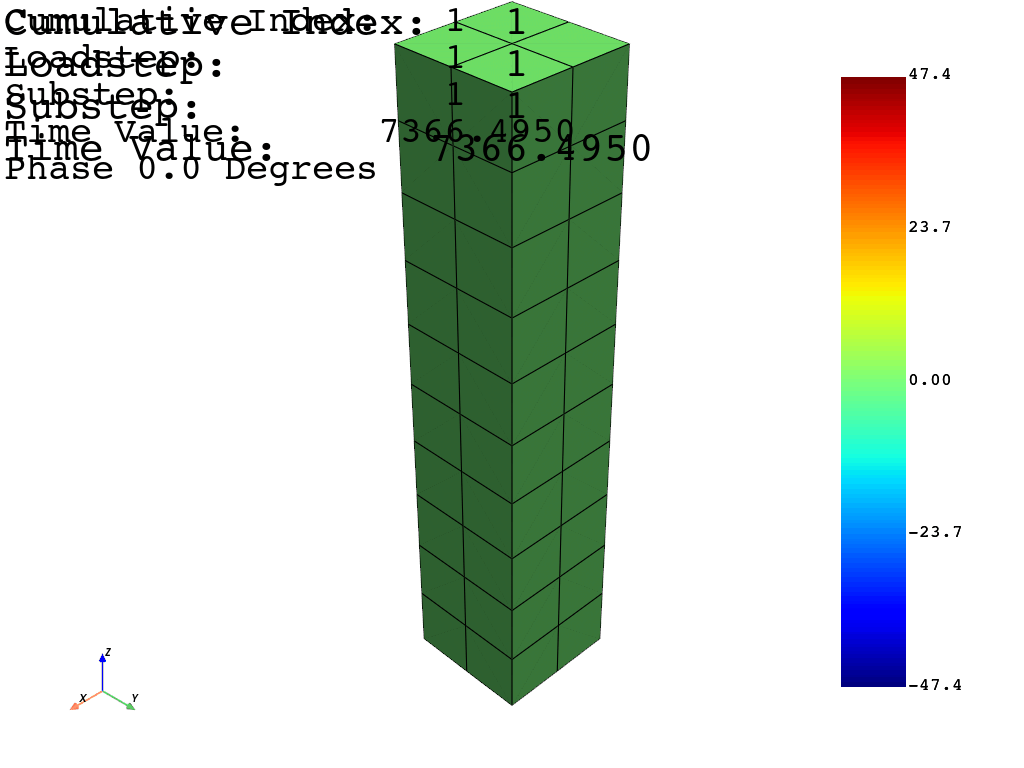 Cumulative Index: 1
Cumulative Index: 1
Loadstep: 1
Loadstep: 1
Substep: 1
Substep: 1
Time Value: 7366.4950
Time Value: 7366.4950
Phase 0.0 Degrees
47.4
23.7
0.00
-23.7
-47.4
Z
X
Y